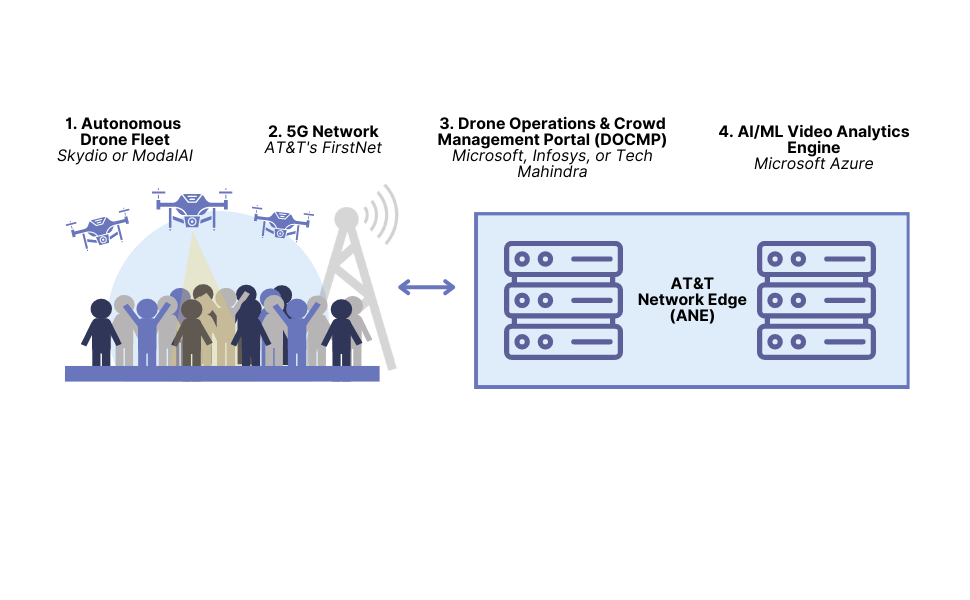 1. Autonomous
Drone Fleet
Skydio or ModalAI
2. 5G Network
AT&T's FirstNet
3. Drone Operations & Crowd
Management Portal (DOCMP)
Microsoft, Infosys, or Tech
Mahindra
4. AI/ML Video Analytics
Engine
Microsoft Azure
AT&T
Network Edge
(ANE)